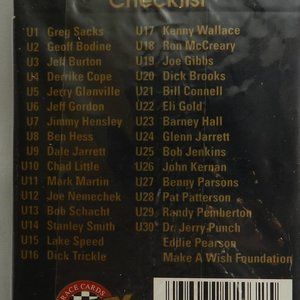 Checklist
U1 Greg Sacks
U2 Geoff Bodine
U3 Jeff Burton
U4 Derrike Cope
U5 Jerry Glanville
U6 Jeff Gordon
U7 Jimmy Hensley
U8 Ben Hess
U9 Dale Jarrett
U10 Chad Little
U11 Mark Martin
U12 Joe Nemechek
U13 Bob Schacht
U14 Stanley Smith
U15 Lake Speed
U16 Dick Trickle
U17 Kenny Wallace
U18 Ron McCreary
U19 Joe Gibbs
U20 Dick Brooks
U21 Bill Connell
U22 Eli Gold
U23 Barney Hall
U24 Glenn Jarrett
U25 Bob Jenkins
U26 John Kernan
U27 Benny Parsons
U28 Pat Patterson
U29 Randy Pemberton
U30 Dr. Jerry Punch
Eddie Pearson
Make A Wish Foundation
RACE CARDS